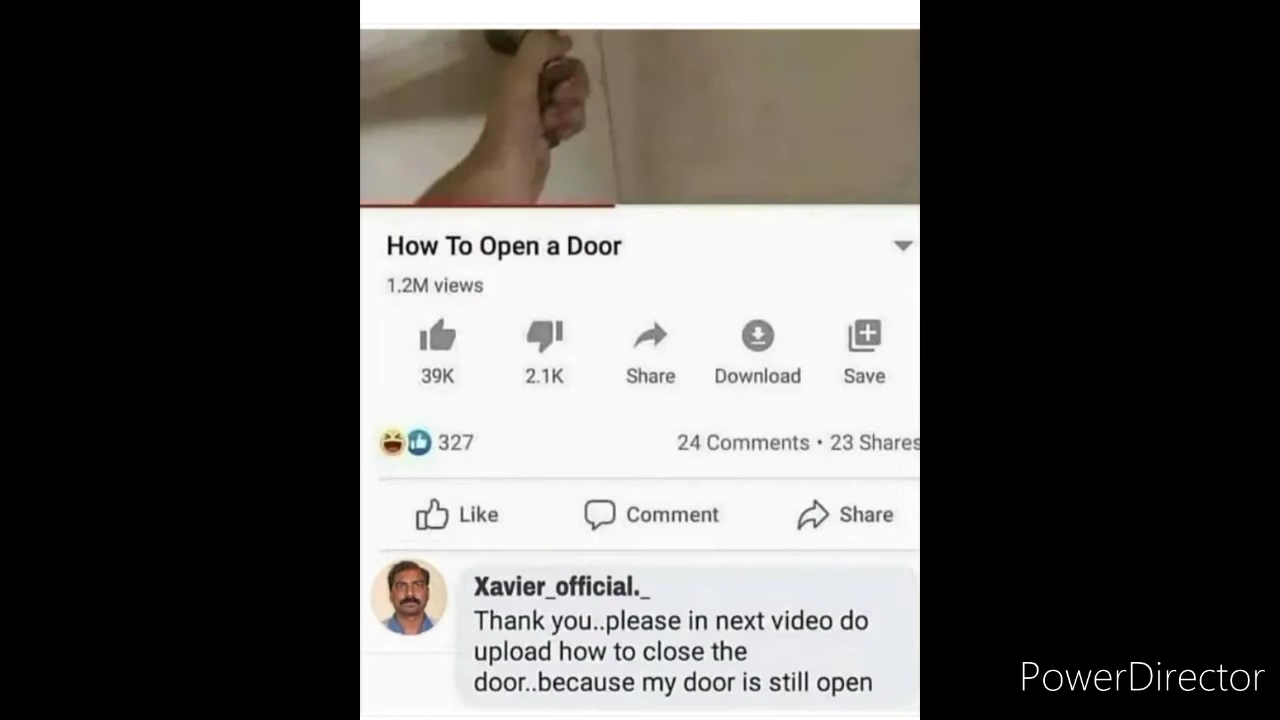 How To Open a Door
1.2M views
39K 2.1K Share Download Save
327 24 Comments • 23 Shares
Like Comment Share
Xavier_official._
Thank you..please in next video do
upload how to close the
door..because my door is still open
PowerDirector